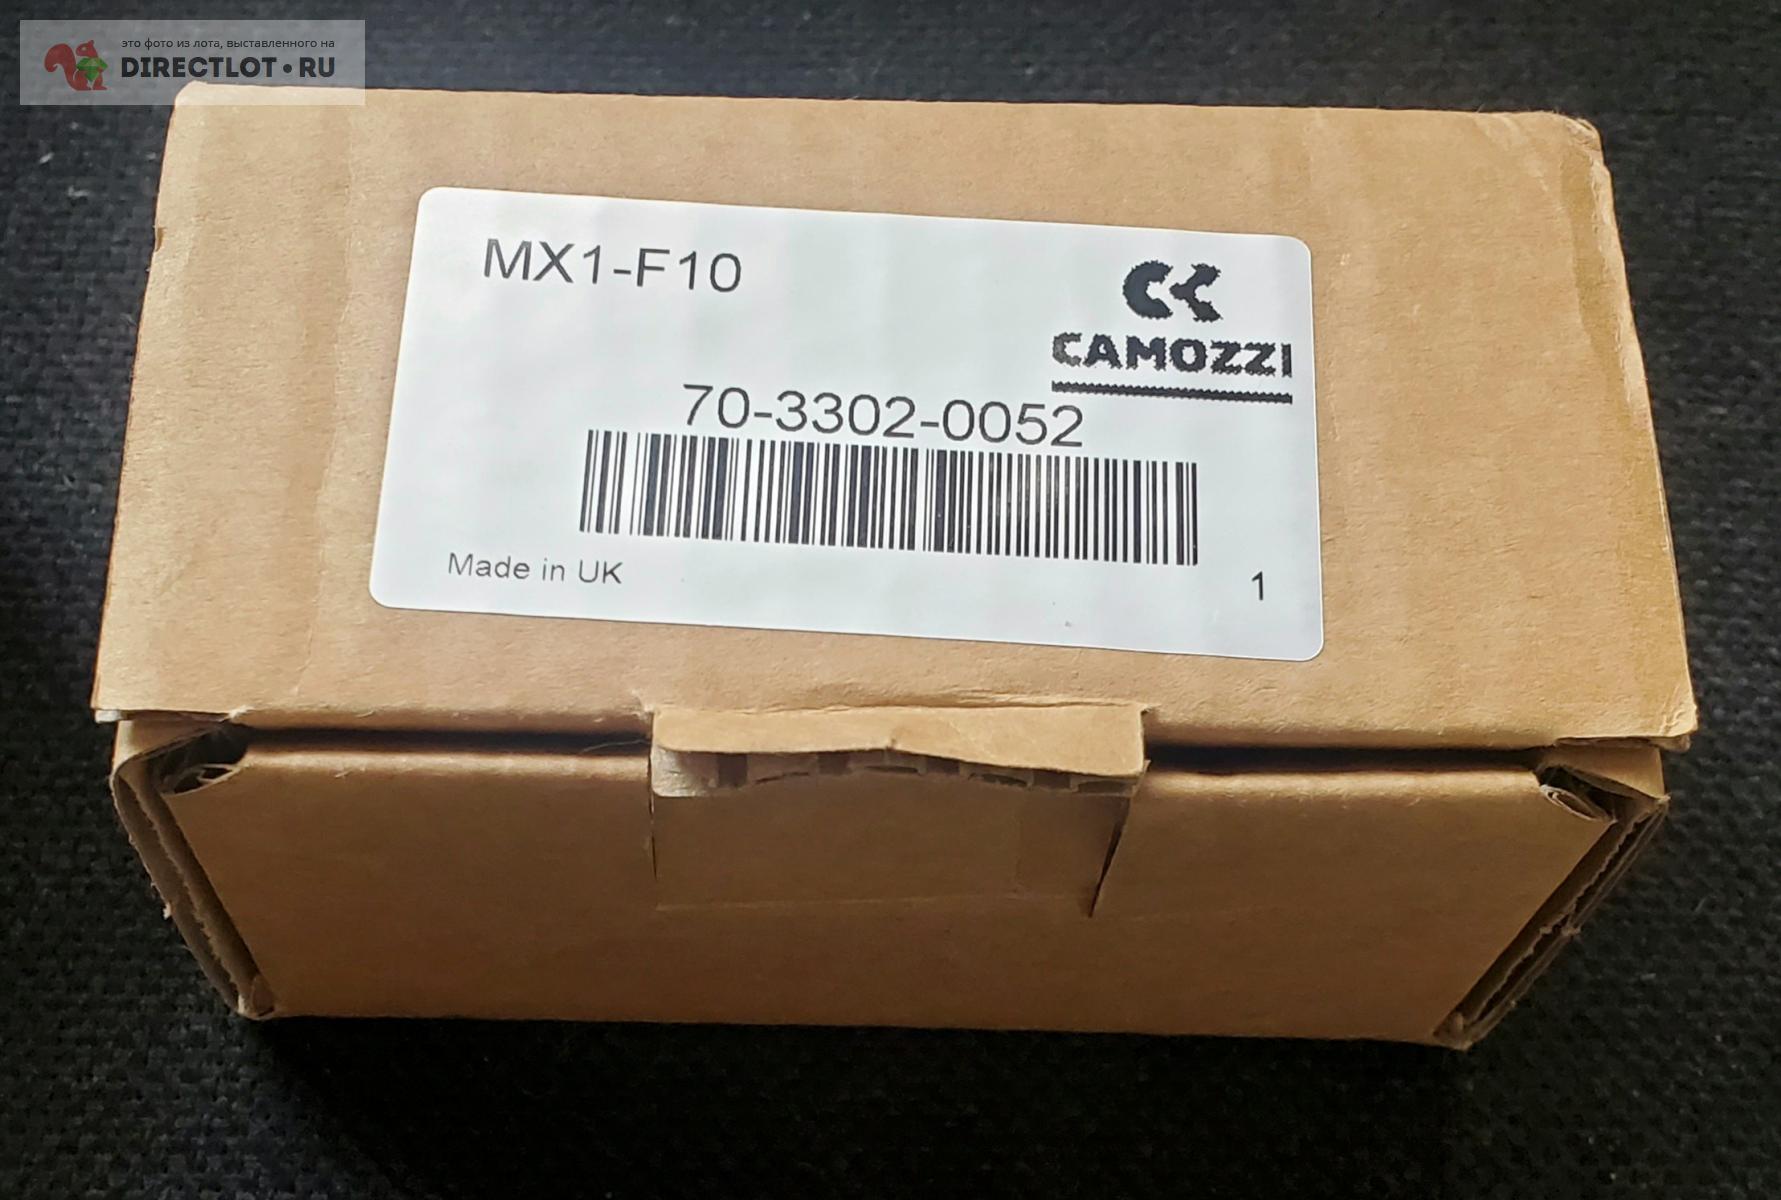 это фото из лота, выставленного на
DIRECTLOT•RU
MX1-F10
CAMOZZI
70-3302-0052
Made in UK
1